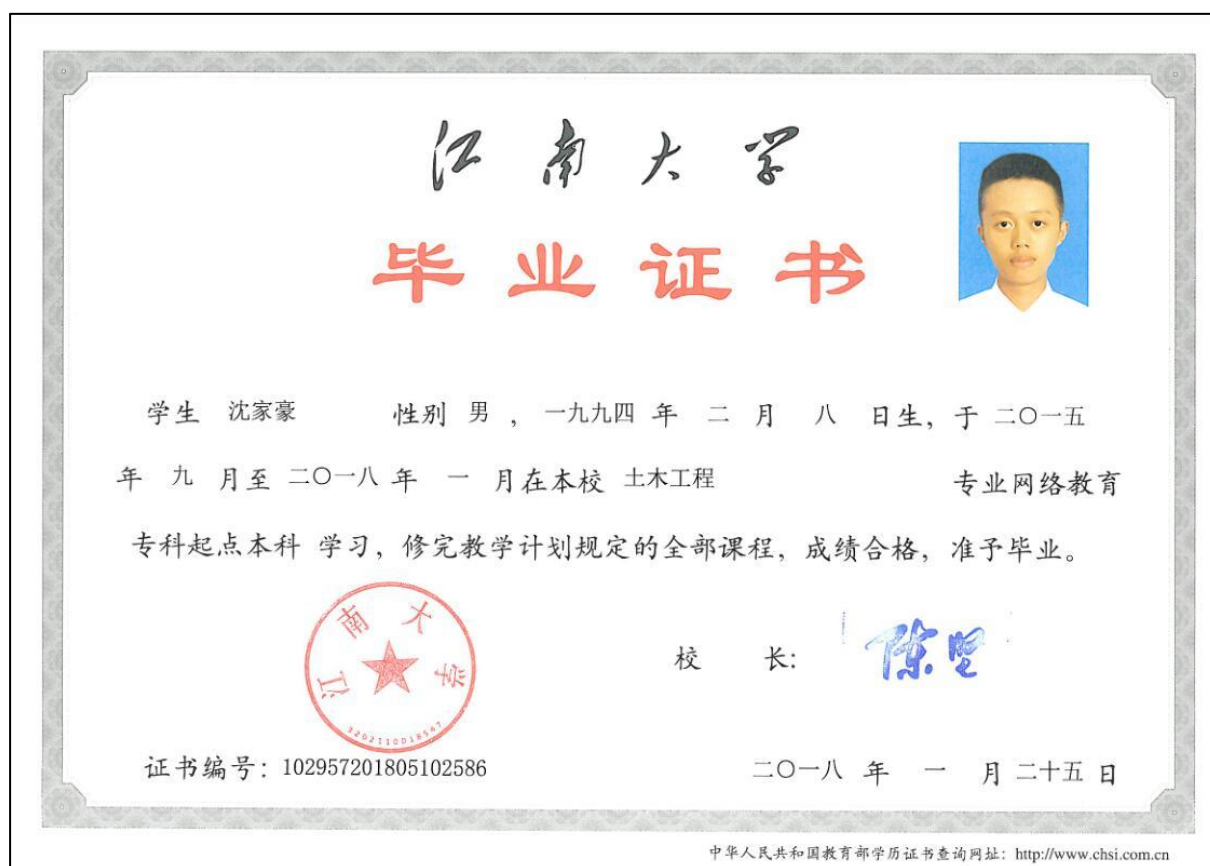 江南大学
毕业证书
学生 沈家豪 性别 男 , 一九九四 年 二 月 八 日生, 于 二〇一五
年 九 月至 二〇一八 年 一 月在本校 土木工程 专业网络教育
专科起点本科 学习, 修完教学计划规定的全部课程, 成绩合格, 准予毕业。
江南大学
3202110018547
校 长: 陈坚
证书编号: 102957201805102586
二〇一八 年 一 月 二十五 日
中华人民共和国教育部学历证书查询网址: http://www.chsi.com.cn